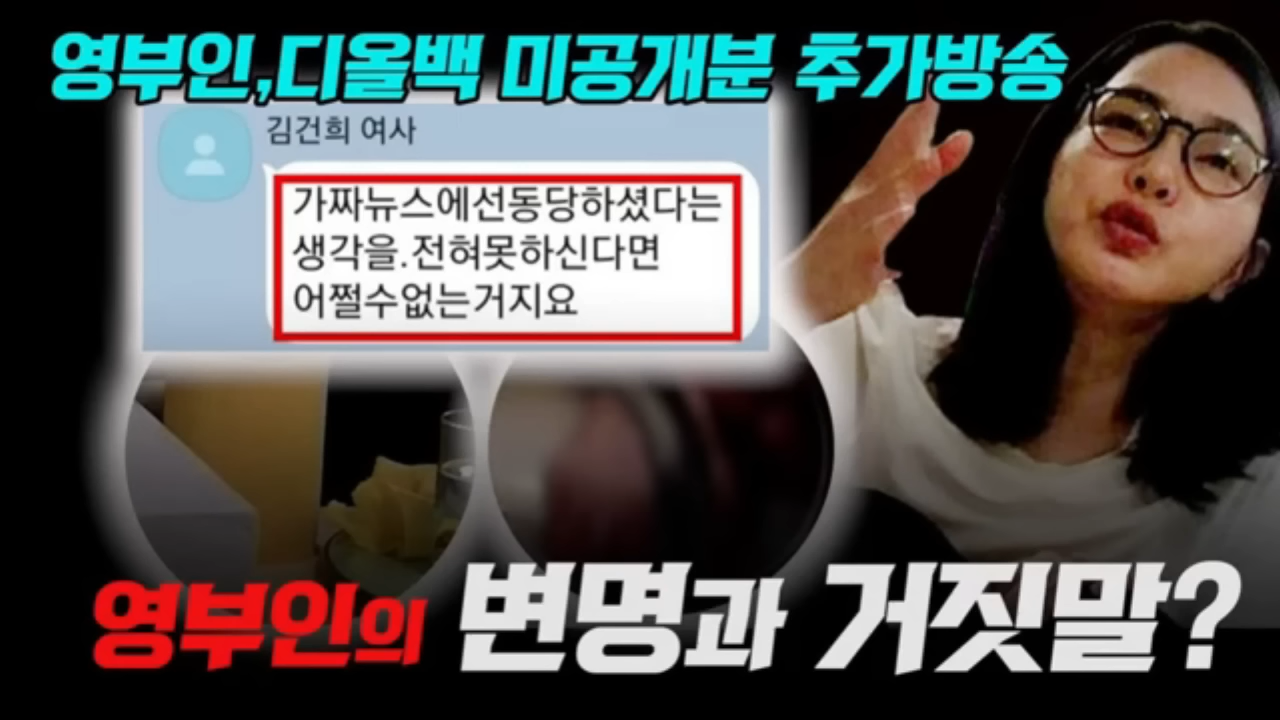 영부인,디올백 미공개분 추가방송
김건희 여사
가짜뉴스에선동당하셨다는
생각을.전혀못하신다면
어쩔수없는거지요
영부인의 변명과 거짓말?